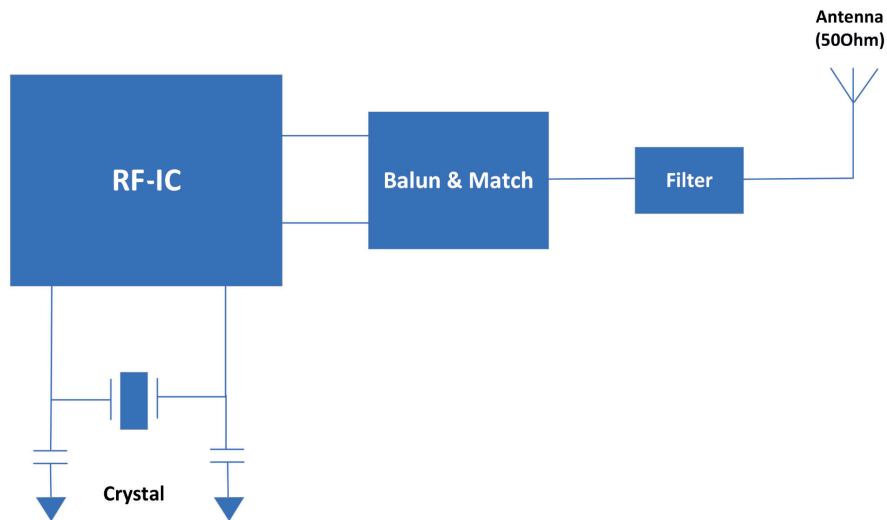 Antenna
(50Ohm)
RF-IC
Balun & Match
Filter
Crystal